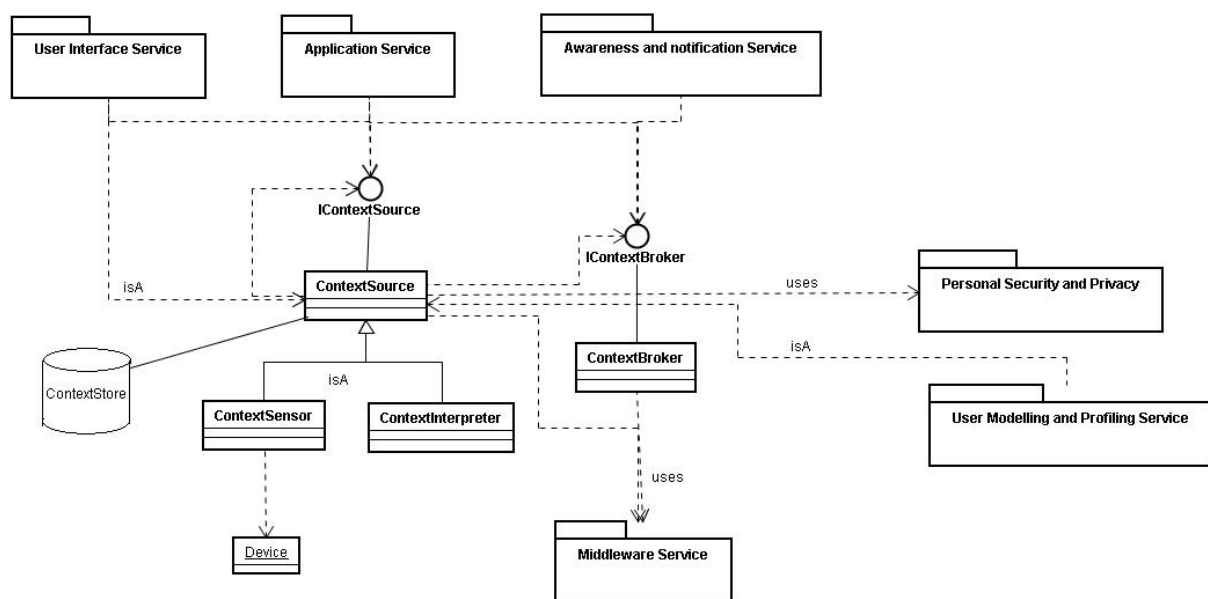 User Interface Service
Application Service
Awareness and notification Service
IContextSource
IContextBroker
ContextSource
isA
uses
Personal Security and Privacy
ContextStore
isA
ContextBroker
isA
ContextSensor
ContextInterpreter
User Modelling and Profiling Service
uses
Device
Middleware Service